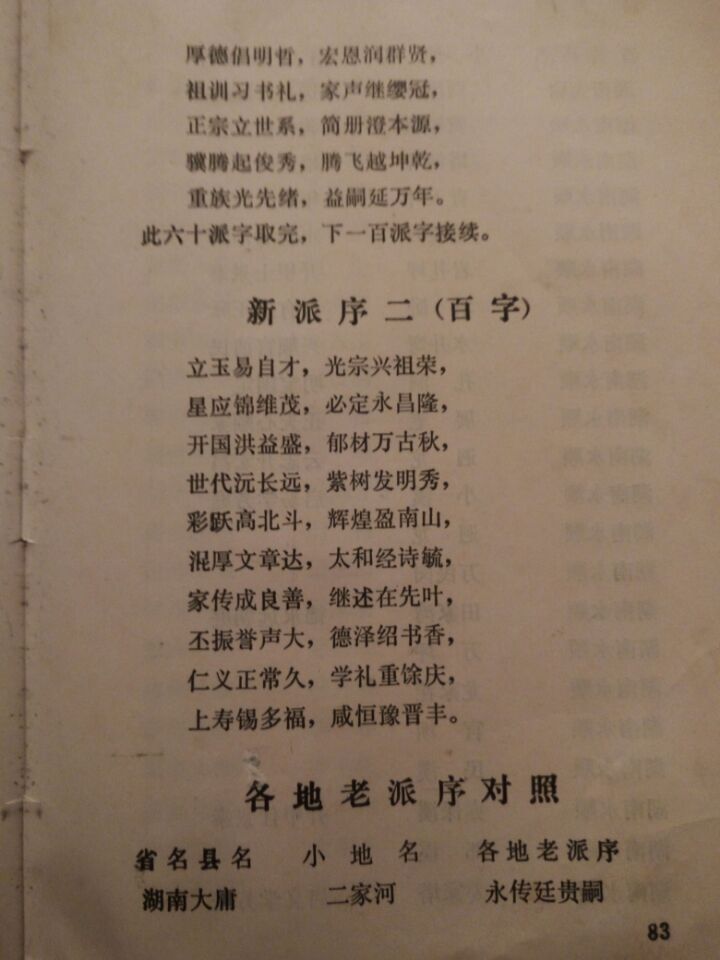 厚德倡明哲，宏恩润群贤，
祖训习书礼，家声继缨冠，
正宗立世系，简册澄本源，
骥腾起俊秀，腾飞越坤乾，
重族光先绪，益嗣延万年。
此六十派字取完，下一百派字接续。
新派序二（百字）
立玉易自才，光宗兴祖荣，
星应锦维茂，必定永昌隆，
开国洪益盛，郁材万古秋，
世代沅长远，紫树发明秀，
彩跃高北斗，辉煌盈南山，
混厚文章达，太和经诗毓，
家传成良善，继述在先叶，
丕振誉声大，德泽绍书香，
仁义正常久，学礼重馀庆，
上寿锡多福，咸恒豫晋丰。
各地老派序对照
省名县名 小地名 各地老派序
湖南大庸 二家河 永传廷贵嗣
83